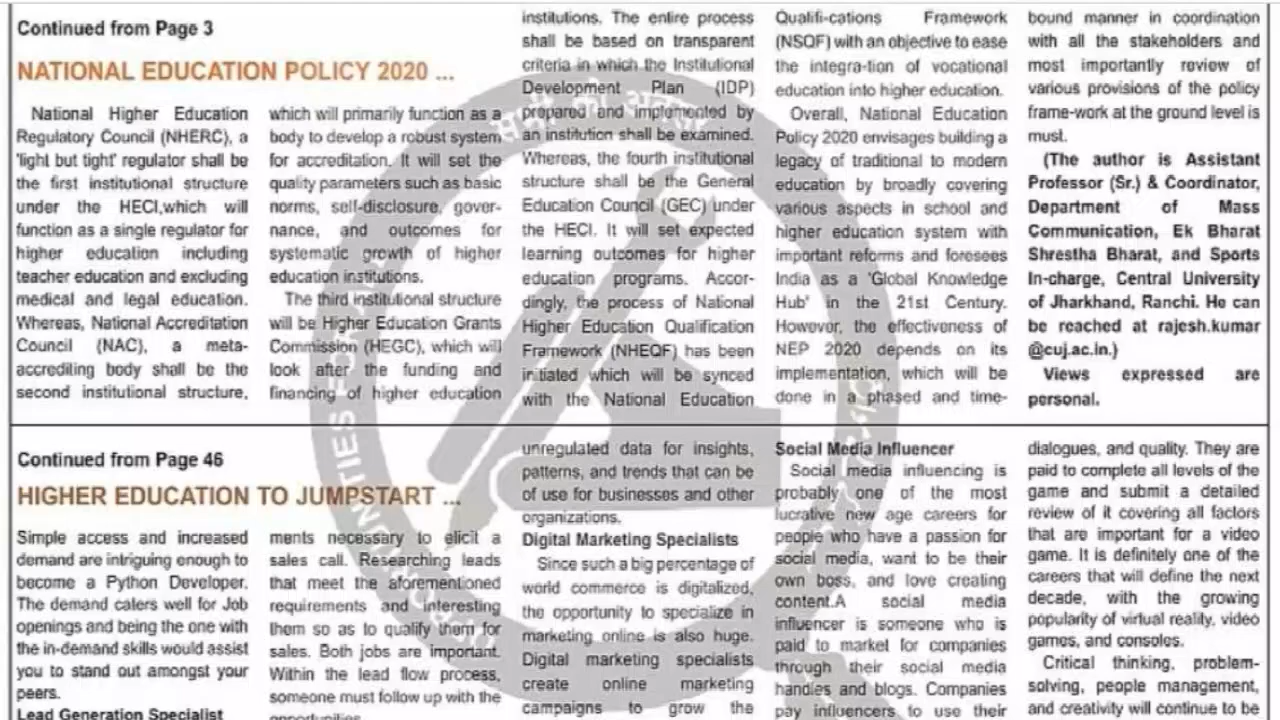 Continued from Page 3
NATIONAL EDUCATION POLICY 2020 ...
National Higher Education
Regulatory Council (NHERC), a
'light but tight' regulator shall be
the first institutional structure
under the HECI,which will
function as a single regulator for
higher education including
teacher education and excluding
medical and legal education.
Whereas, National Accreditation
Council (NAC), a meta-
accrediling body shall be the
second institutional structure,
which will primarily function as a
body to develop a robust system
for accreditation. It will set the
quality parameters such as basic
norms, self-disclosure, gover-
nance, and outcomes for
systematic growth of higher
education institutions.
The third institutional structure
will be Higher Education Grants
Commission (HEGC), which will
look after the funding and
financing of higher education
institutions. The entire process
shall be based on transparent
criteria in which the Institutional
Development Plan (IDP)
prepared and implemented by
an institution shall be examined.
Whereas, the fourth institutional
structure shall be the General
Education Council (GEC) under
the HECI. It will set expected
learning outcomes for higher
education programs. Accor-
dingly, the process of National
Higher Education Qualification
Framework (NHEQF) has been
initiated which will be synced
with the National Education
Qualifi-cations Framework
(NSQF) with an objective to ease
the integra-tion of vocational
education into higher education.
Overall, National Education
Policy 2020 envisages building a
legacy of traditional to modern
education by broadly covering
various aspects in school and
higher education system with
important reforms and foresees
India as a 'Global Knowledge
Hub' in the 21st Century.
However, the effectiveness of
NEP 2020 depends on its
implementation, which will be
done in a phased and time-
bound manner in coordination
with all the stakeholders and
most importantly review of
various provisions of the policy
frame-work at the ground level is
must.
(The author is Assistant
Professor (Sr.) & Coordinator,
Department of Mass
Communication, Ek Bharat
Shrestha Bharat, and Sports
In-charge, Central University
of Jharkhand, Ranchi. He can
be reached at rajesh.kumar
@cuj.ac.in.)
Views expressed are
personal.
Continued from Page 46
HIGHER EDUCATION TO JUMPSTART ...
Simple access and increased
demand are intriguing enough to
become a Python Developer.
The demand caters well for Job
openings and being the one with
the in-demand skills would assist
you to stand out amongst your
peers.
Lead Generation Specialist
ments necessary to elicit a
sales call. Researching leads
that meet the aforementioned
requirements and interesting
them so as to qualify them for
sales. Both jobs are important.
Within the lead flow process,
someone must follow up with the
opportunities.
unregulated data for insights,
patterns, and trends that can be
of use for businesses and other
organizations.
Digital Marketing Specialists
Since such a big percentage of
world commerce is digitalized,
the opportunity to specialize in
marketing online is also huge.
Digital marketing specialists
create online marketing
campaigns to grow the
Social Media Influencer
Social media influencing is
probably one of the most
lucrative new age careers for
people who have a passion for
social media, want to be their
own boss, and love creating
content.A social media
influencer is someone who is
paid to market for companies
through their social media
handles and blogs. Companies
pay influencers to use their
dialogues, and quality. They are
paid to complete all levels of the
game and submit a detailed
review of it covering all factors
that are important for a video
game. It is definitely one of the
careers that will define the next
decade, with the growing
popularity of virtual reality, video
games, and consoles.
Critical thinking, problem-
solving, people management,
and creativity will continue to be